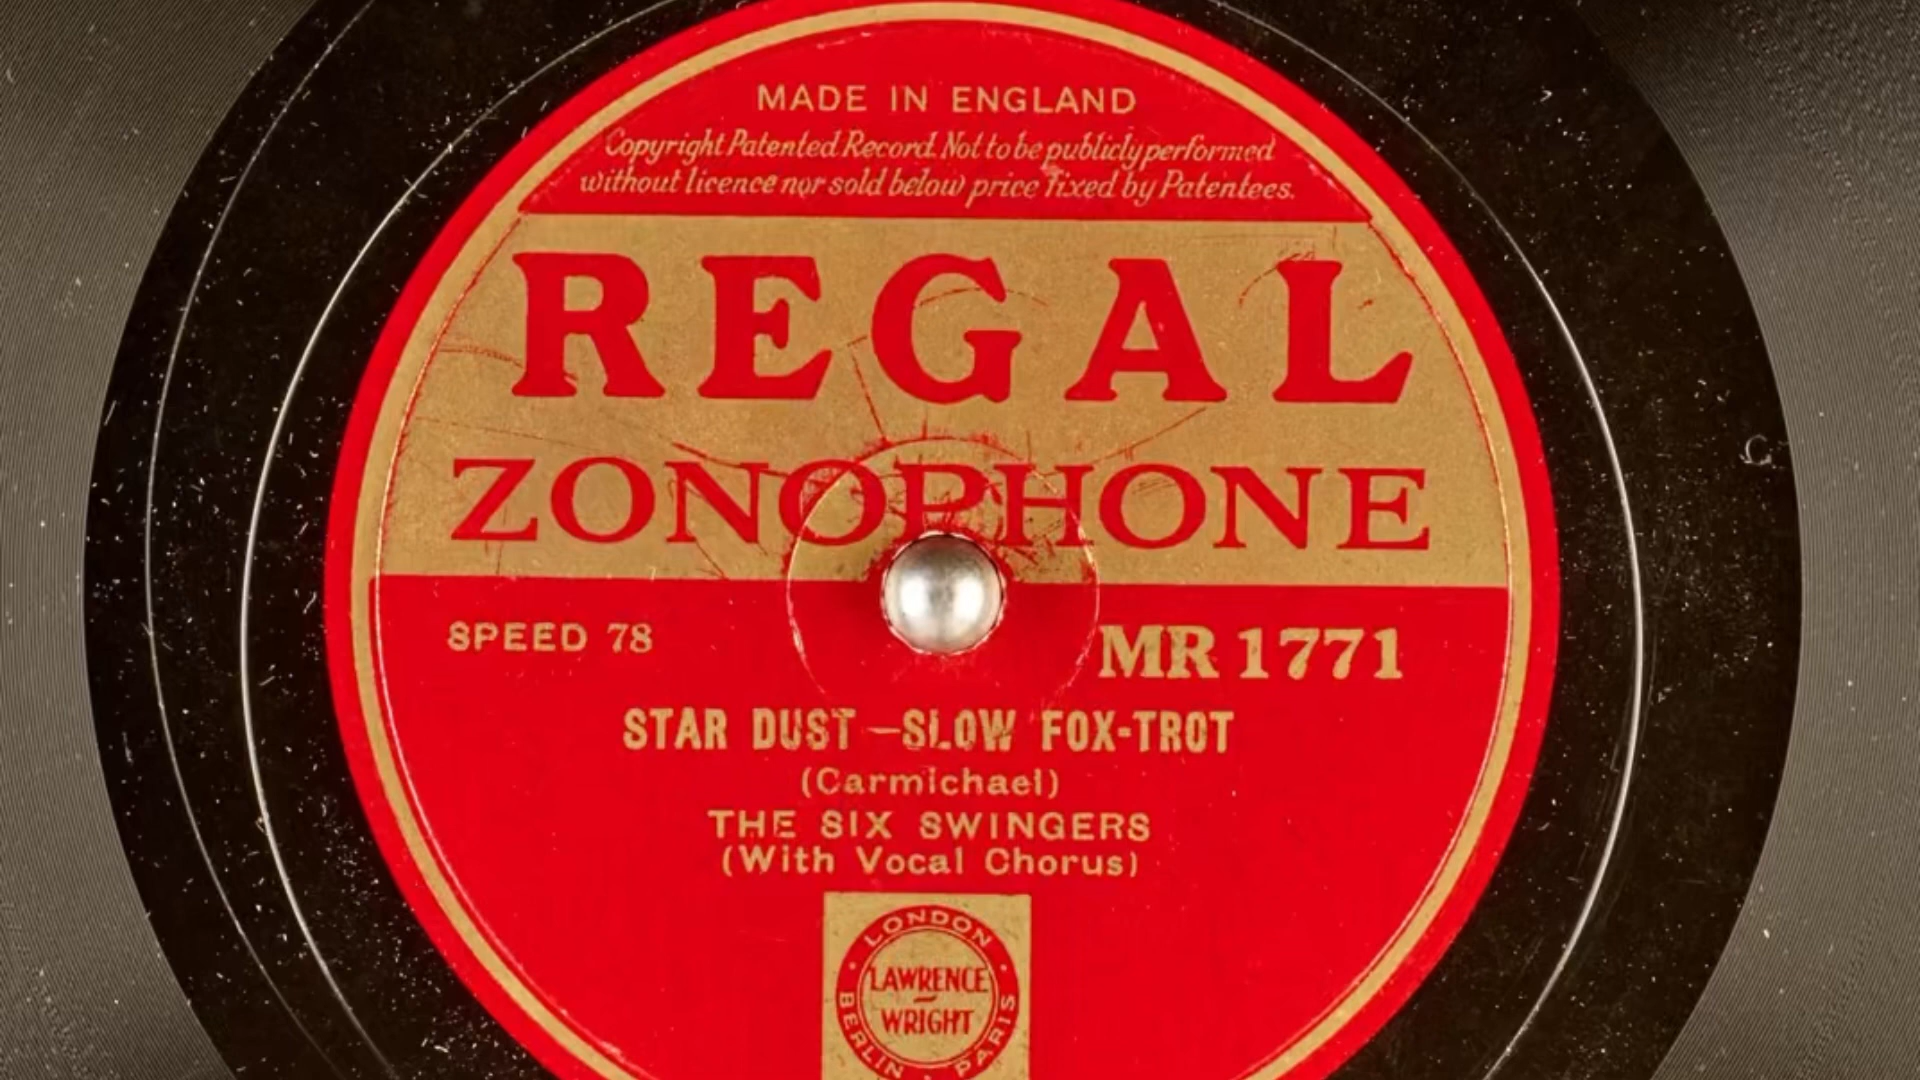 MADE IN ENGLAND
Copyright Patented Record. Not to be publicly performed
without licence nor sold below price fixed by Patentees.
REGAL
ZONOPHONE
SPEED 78
MR 1771
STAR DUST — SLOW FOX-TROT
(Carmichael)
THE SIX SWINGERS
(With Vocal Chorus)
LONDON
LAWRENCE
WRIGHT
BERLIN · PARIS